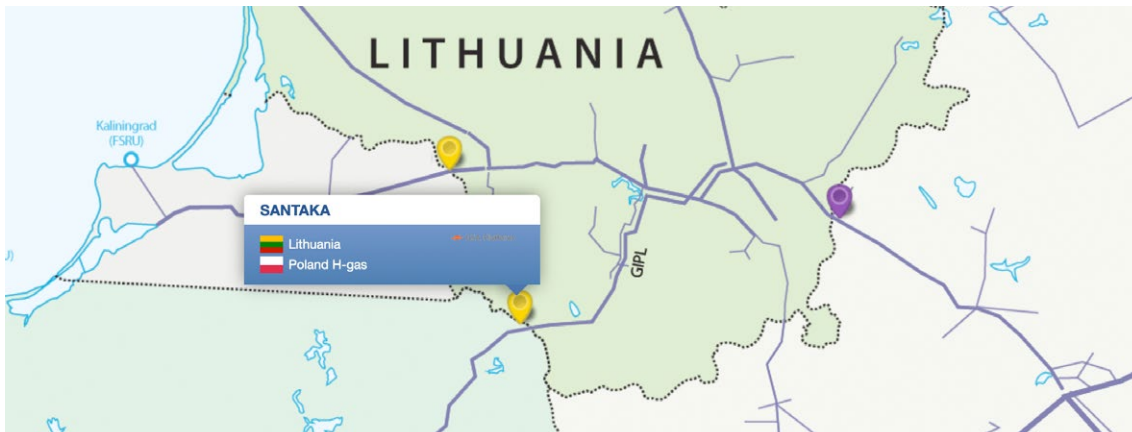 LITHUANIA
Kaliningrad
(FSRU)
SANTAKA
Lithuania
Poland H-gas
GIPL